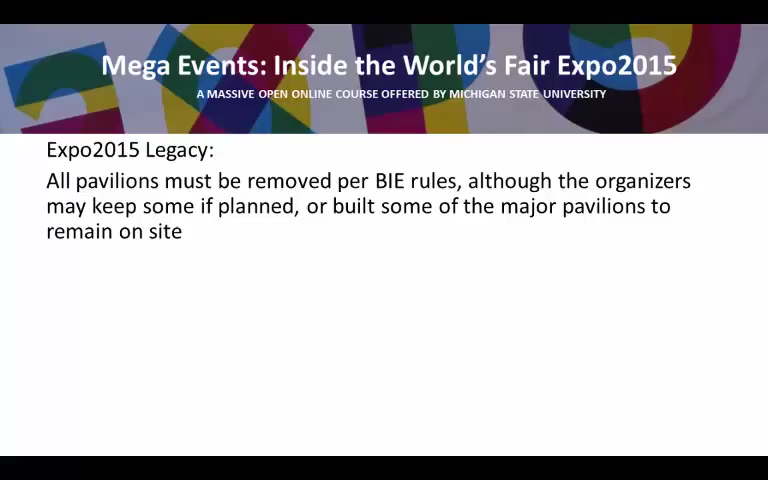 Mega Events: Inside the World's Fair Expo2015
A MASSIVE OPEN ONLINE COURSE OFFERED BY MICHIGAN STATE UNIVERSITY
Expo2015 Legacy:
All pavilions must be removed per BIE rules, although the organizers
may keep some if planned, or built some of the major pavilions to
remain on site